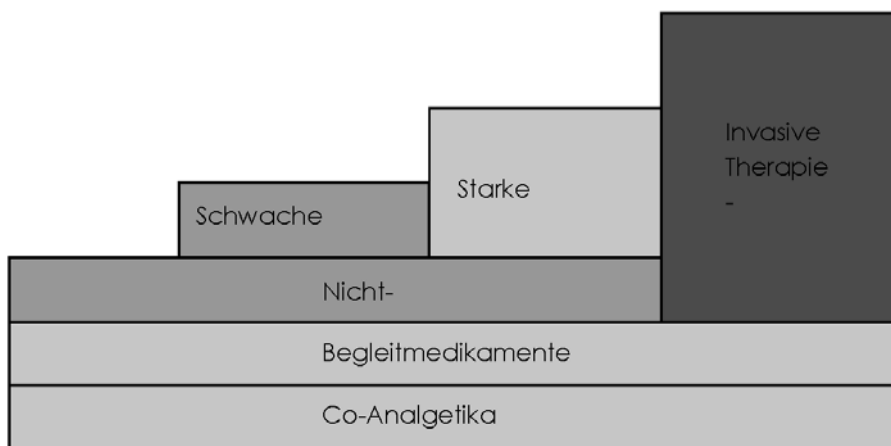 Invasive
Therapie
-
Starke
Schwache
Nicht-
Begleitmedikamente
Co-Analgetika